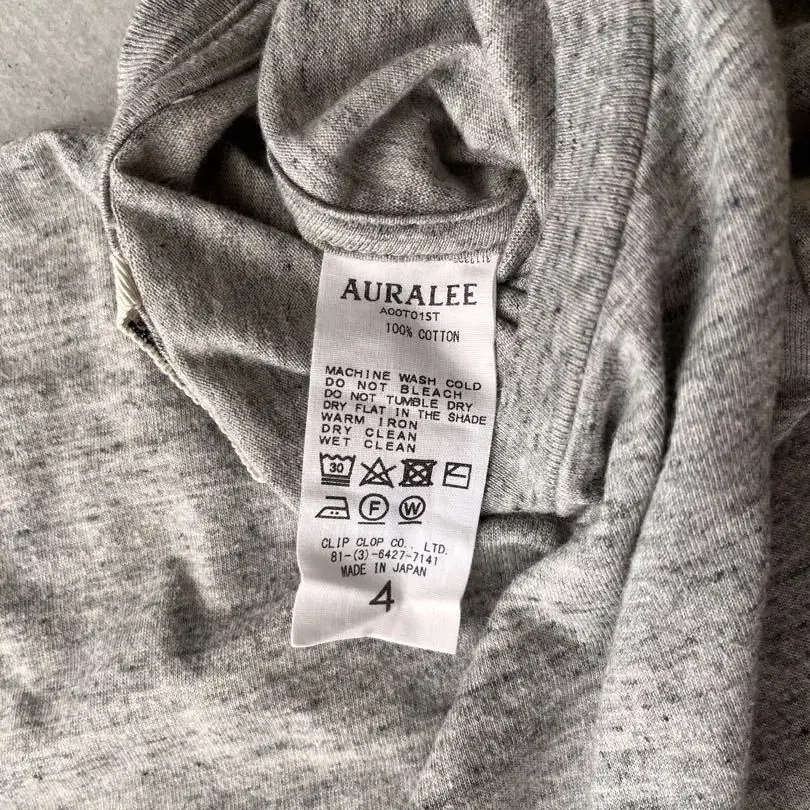 AURALEE
A00T01ST
100% COTTON
MACHINE WASH COLD
DO NOT BLEACH
DO NOT TUMBLE DRY
DRY FLAT IN THE SHADE
WARM IRON
DRY CLEAN
WET CLEAN
30
F W
CLIP CLOP CO., LTD.
81-(3)-6427-7141
MADE IN JAPAN
4